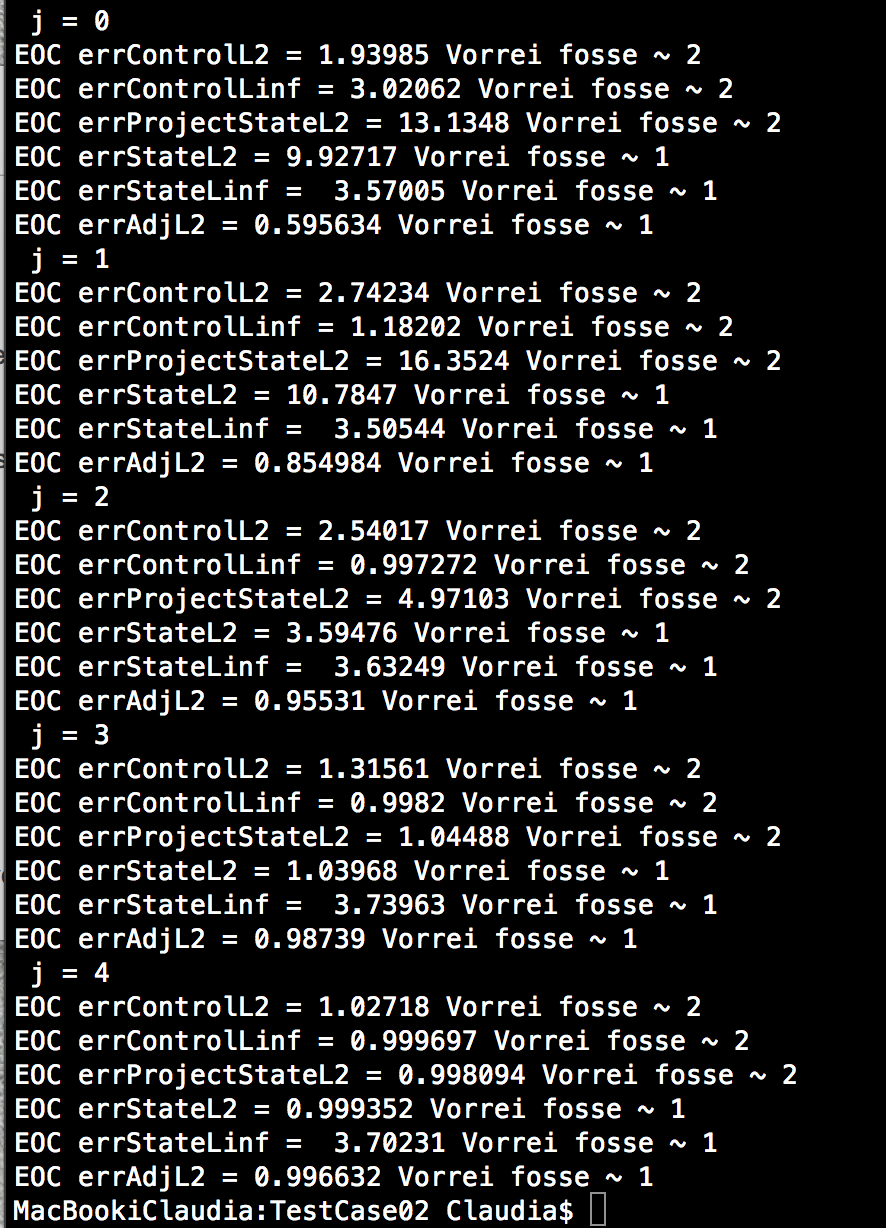 j = 0
EOC errControlL2 = 1.93985 Vorrei fosse ~ 2
EOC errControlLinf = 3.02062 Vorrei fosse ~ 2
EOC errProjectStateL2 = 13.1348 Vorrei fosse ~ 2
EOC errStateL2 = 9.92717 Vorrei fosse ~ 1
EOC errStateLinf =  3.57005 Vorrei fosse ~ 1
EOC errAdjL2 = 0.595634 Vorrei fosse ~ 1
j = 1
EOC errControlL2 = 2.74234 Vorrei fosse ~ 2
EOC errControlLinf = 1.18202 Vorrei fosse ~ 2
EOC errProjectStateL2 = 16.3524 Vorrei fosse ~ 2
EOC errStateL2 = 10.7847 Vorrei fosse ~ 1
EOC errStateLinf =  3.50544 Vorrei fosse ~ 1
EOC errAdjL2 = 0.854984 Vorrei fosse ~ 1
j = 2
EOC errControlL2 = 2.54017 Vorrei fosse ~ 2
EOC errControlLinf = 0.997272 Vorrei fosse ~ 2
EOC errProjectStateL2 = 4.97103 Vorrei fosse ~ 2
EOC errStateL2 = 3.59476 Vorrei fosse ~ 1
EOC errStateLinf =  3.63249 Vorrei fosse ~ 1
EOC errAdjL2 = 0.95531 Vorrei fosse ~ 1
j = 3
EOC errControlL2 = 1.31561 Vorrei fosse ~ 2
EOC errControlLinf = 0.9982 Vorrei fosse ~ 2
EOC errProjectStateL2 = 1.04488 Vorrei fosse ~ 2
EOC errStateL2 = 1.03968 Vorrei fosse ~ 1
EOC errStateLinf =  3.73963 Vorrei fosse ~ 1
EOC errAdjL2 = 0.98739 Vorrei fosse ~ 1
j = 4
EOC errControlL2 = 1.02718 Vorrei fosse ~ 2
EOC errControlLinf = 0.999697 Vorrei fosse ~ 2
EOC errProjectStateL2 = 0.998094 Vorrei fosse ~ 2
EOC errStateL2 = 0.999352 Vorrei fosse ~ 1
EOC errStateLinf =  3.70231 Vorrei fosse ~ 1
EOC errAdjL2 = 0.996632 Vorrei fosse ~ 1
MacBookiClaudia:TestCase02 Claudia$